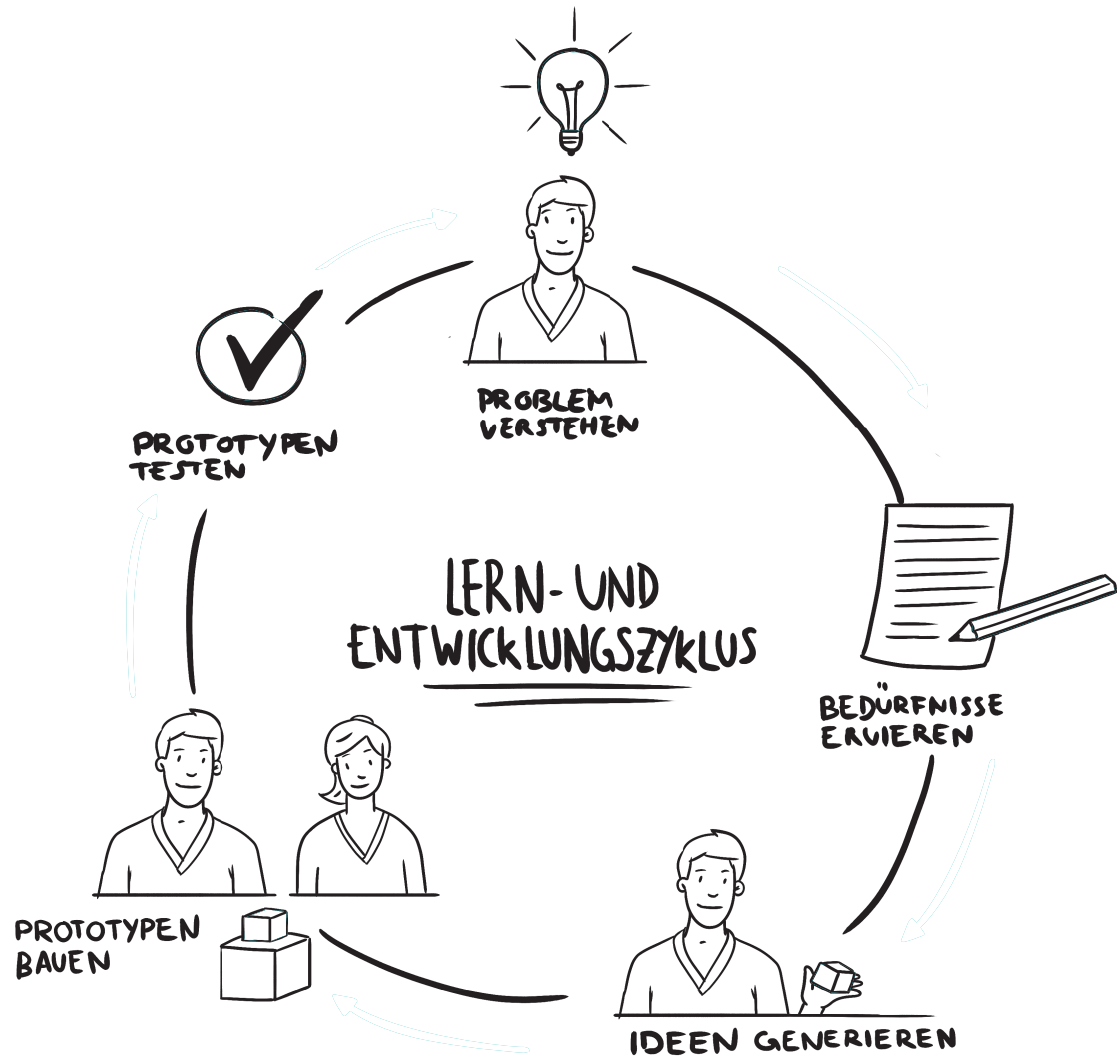 PROBLEM
VERSTEHEN
PROTOTYPEN
TESTEN
LERN- UND
ENTWICKLUNGSZYKLUS
BEDÜRFNISSE
ERUIEREN
PROTOTYPEN
BAUEN
IDEEN GENERIEREN